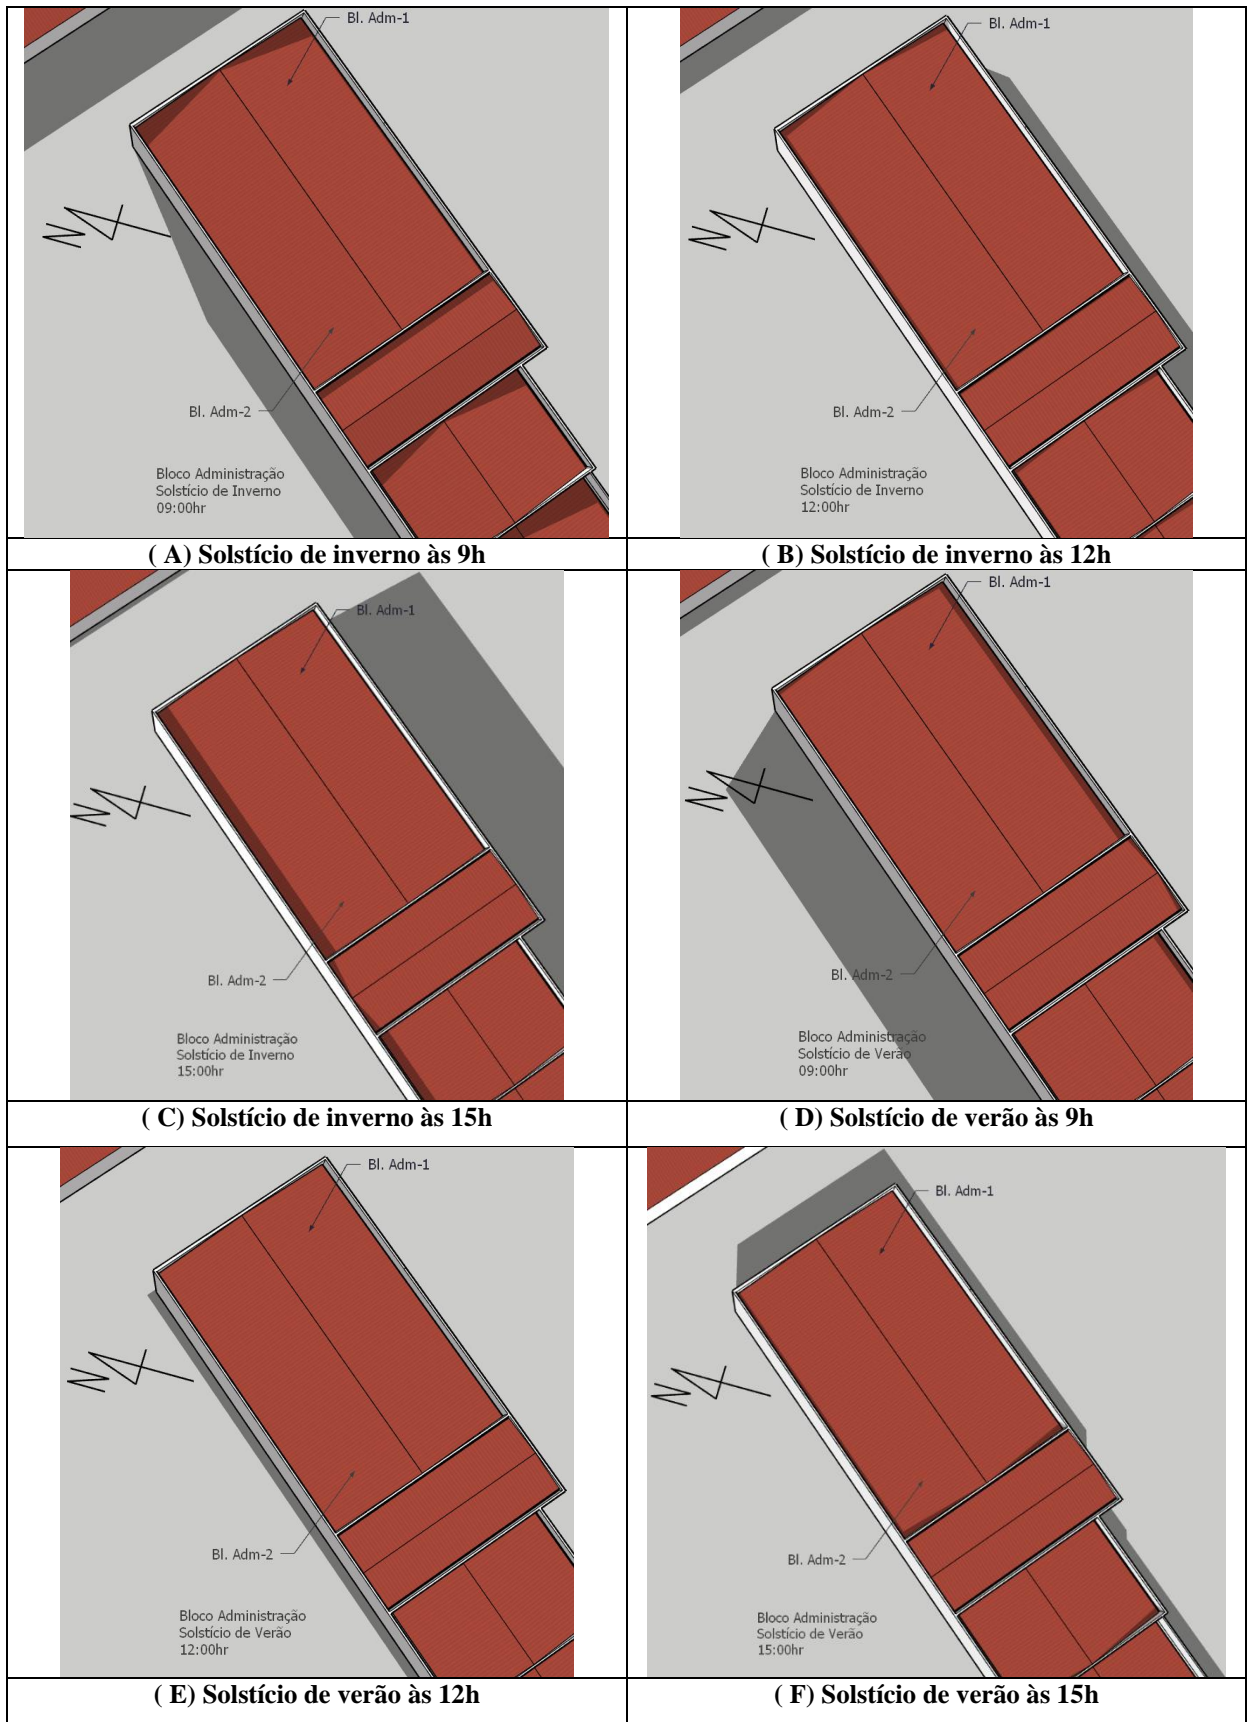 Bl. Adm-1
N
Bl. Adm-2
Bloco Administração
Solstício de Inverno
09:00hr
( A) Solstício de inverno às 9h
Bl. Adm-1
N
Bl. Adm-2
Bloco Administração
Solstício de Inverno
12:00hr
( B) Solstício de inverno às 12h
Bl. Adm-1
N
Bl. Adm-2
Bloco Administração
Solstício de Inverno
15:00hr
( C) Solstício de inverno às 15h
Bl. Adm-1
N
Bl. Adm-2
Bloco Administração
Solstício de Verão
09:00hr
( D) Solstício de verão às 9h
Bl. Adm-1
N
Bl. Adm-2
Bloco Administração
Solstício de Verão
12:00hr
( E) Solstício de verão às 12h
Bl. Adm-1
N
Bl. Adm-2
Bloco Administração
Solstício de Verão
15:00hr
( F) Solstício de verão às 15h